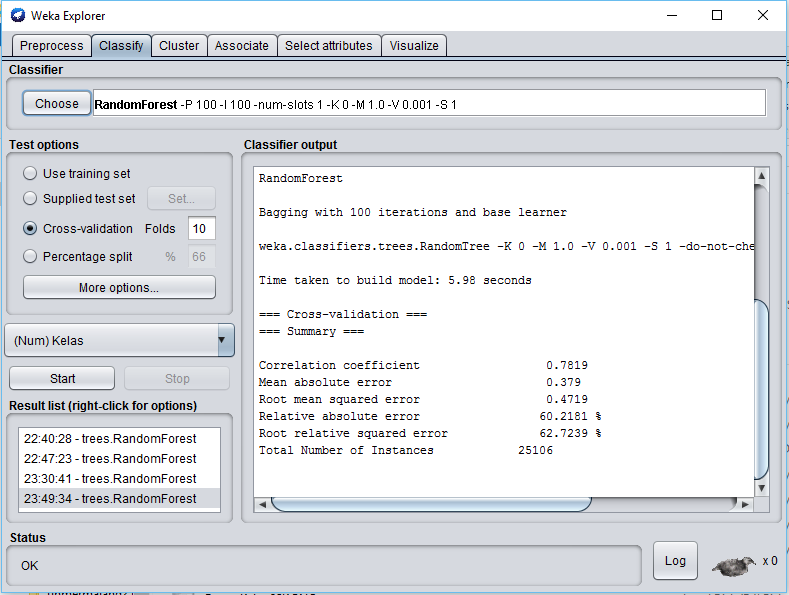 Weka Explorer
Preprocess Classify Cluster Associate Select attributes Visualize
Classifier
Choose RandomForest -P 100 -I 100 -num-slots 1 -K 0 -M 1.0 -V 0.001 -S 1
Test options
Use training set
Supplied test set Set...
Cross-validation Folds 10
Percentage split % 66
More options...
(Num) Kelas
Start Stop
Result list (right-click for options)
22:40:28 - trees.RandomForest
22:47:23 - trees.RandomForest
23:30:41 - trees.RandomForest
23:49:34 - trees.RandomForest
Classifier output
RandomForest
Bagging with 100 iterations and base learner
weka.classifiers.trees.RandomTree -K 0 -M 1.0 -V 0.001 -S 1 -do-not-che
Time taken to build model: 5.98 seconds
=== Cross-validation ===
=== Summary ===
Correlation coefficient 0.7819
Mean absolute error 0.379
Root mean squared error 0.4719
Relative absolute error 60.2181 %
Root relative squared error 62.7239 %
Total Number of Instances 25106
Status
OK
Log x 0